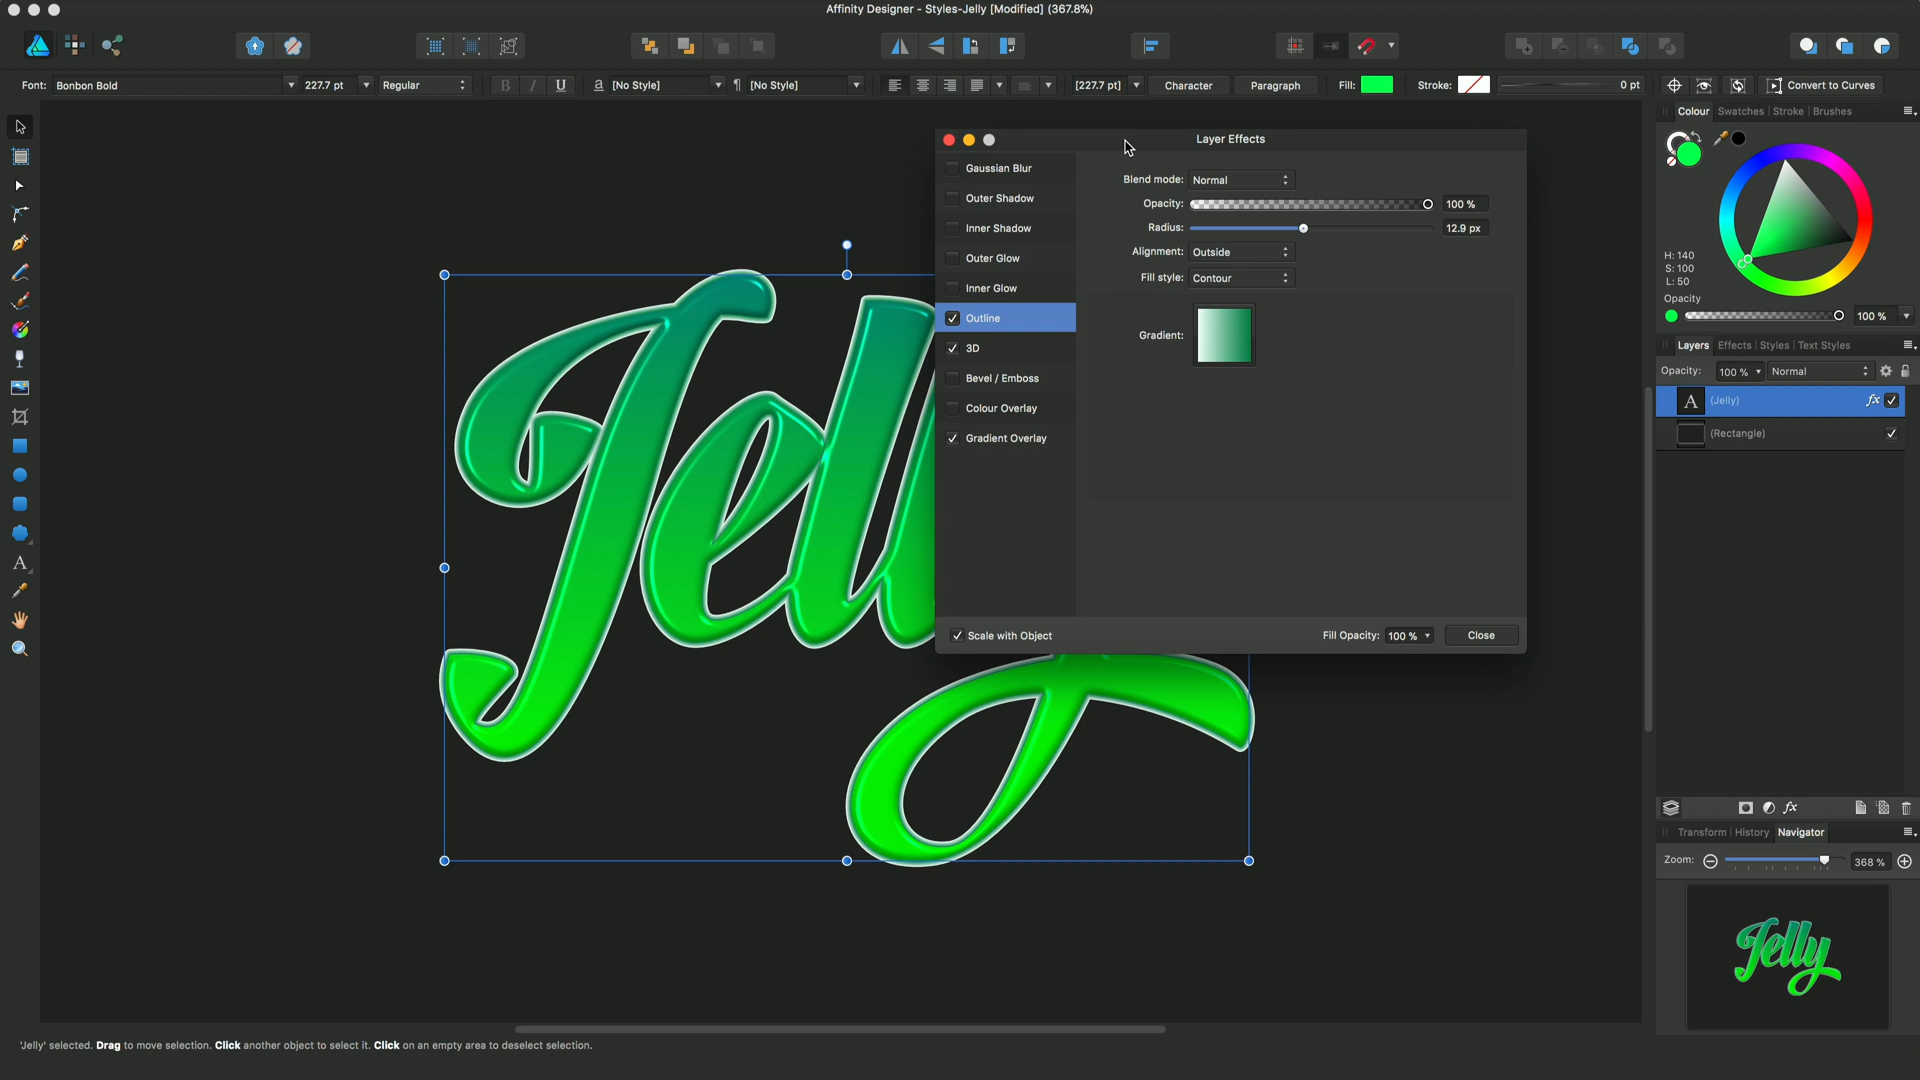 Affinity Designer - Styles-Jelly [Modified] (367.8%)
Font: Bonbon Bold 227.7 pt Regular B I U a [No Style] ¶ [No Style] [227.7 pt] Character Paragraph Fill: Stroke: 0 pt Convert to Curves
Colour Swatches Stroke Brushes
H: 140
S: 100
L: 50
Opacity
100 %
Layers Effects Styles Text Styles
Opacity: 100 % Normal
A (Jelly) fx
(Rectangle)
Layer Effects
Gaussian Blur
Outer Shadow
Inner Shadow
Outer Glow
Inner Glow
Outline
3D
Bevel / Emboss
Colour Overlay
Gradient Overlay
Blend mode: Normal
Opacity: 100 %
Radius: 12.9 px
Alignment: Outside
Fill style: Contour
Gradient:
Scale with Object
Fill Opacity: 100 % Close
Jelly
fx
Transform History Navigator
Zoom: 368 %
Jelly
'Jelly' selected. Drag to move selection. Click another object to select it. Click on an empty area to deselect selection.